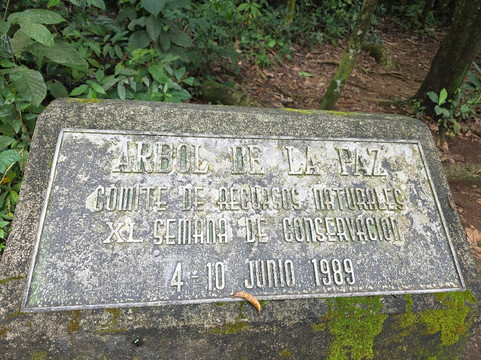 ARBOL DE LA PAZ
COMITE DE RECURSOS NATURALES
XL SEMANA DE CONSERVACION
4-10 JUNIO 1989